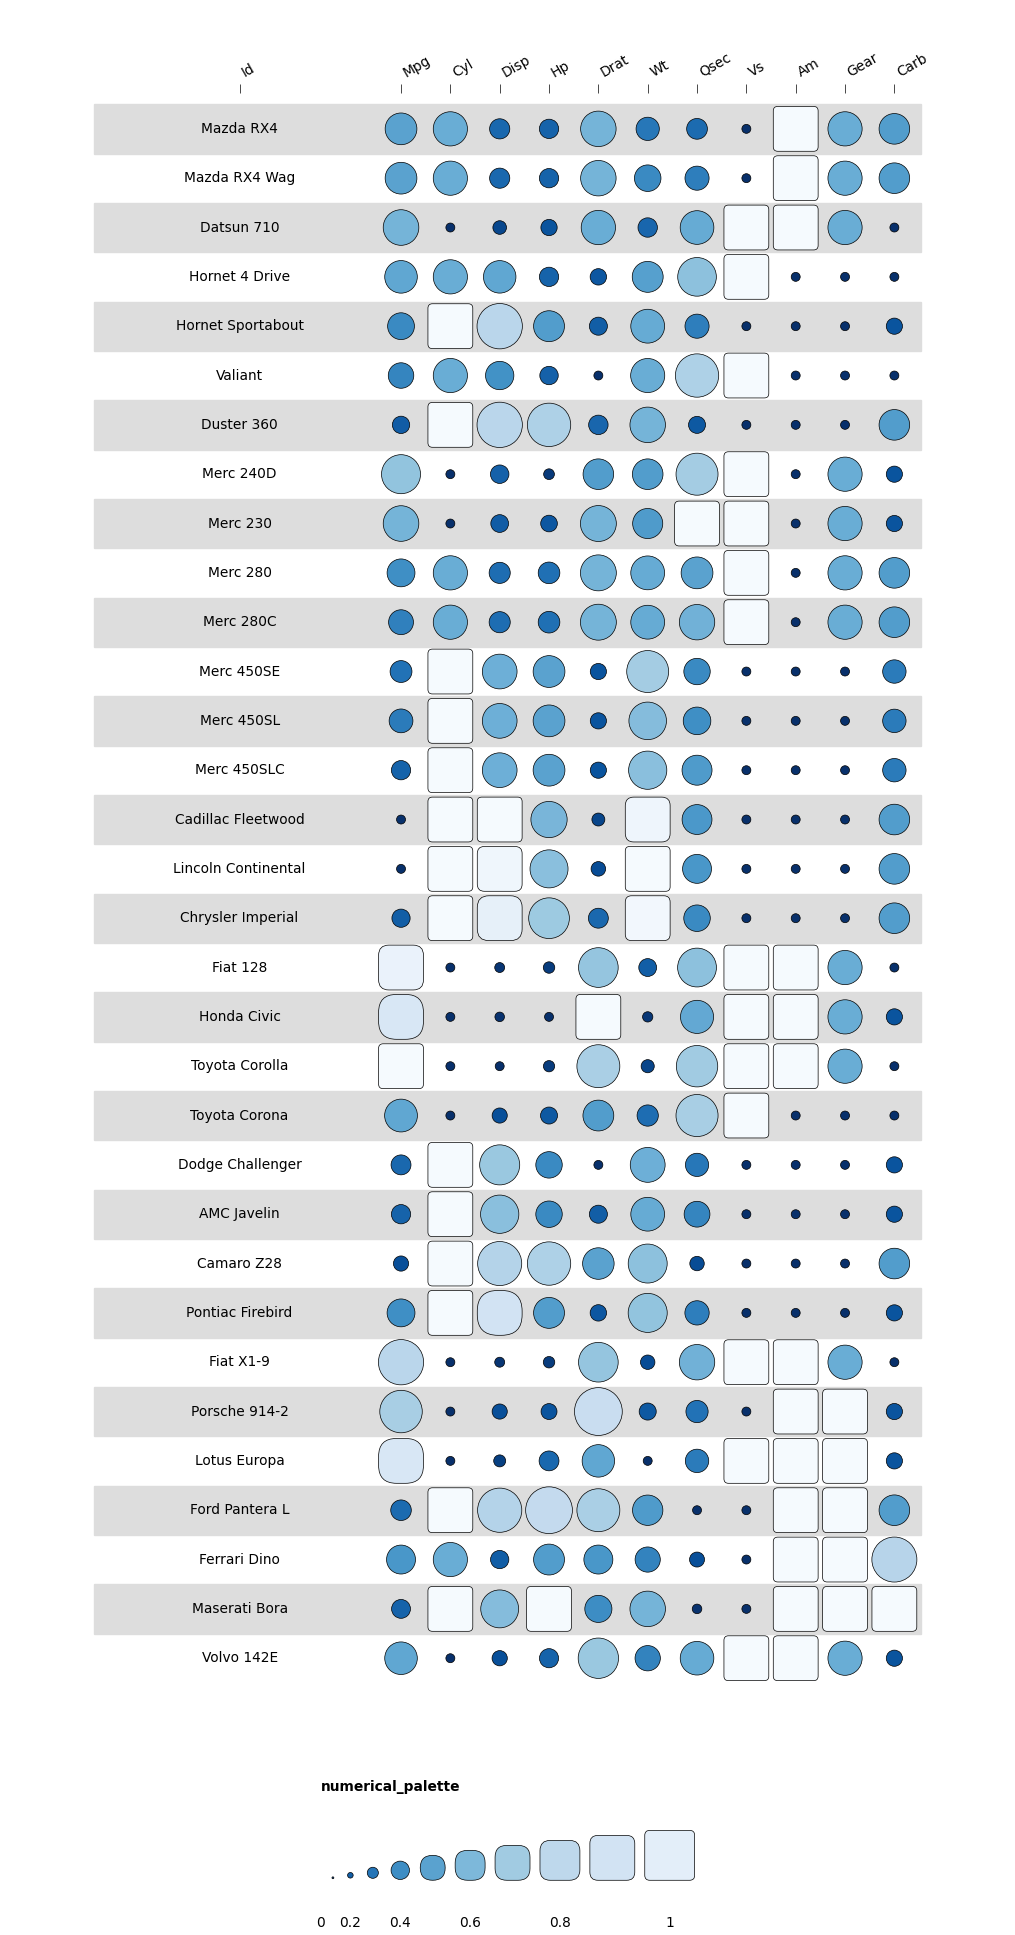 Id Mpg Cyl Disp Hp Drat Wt Qsec Vs Am Gear Carb
Mazda RX4
Mazda RX4 Wag
Datsun 710
Hornet 4 Drive
Hornet Sportabout
Valiant
Duster 360
Merc 240D
Merc 230
Merc 280
Merc 280C
Merc 450SE
Merc 450SL
Merc 450SLC
Cadillac Fleetwood
Lincoln Continental
Chrysler Imperial
Fiat 128
Honda Civic
Toyota Corolla
Toyota Corona
Dodge Challenger
AMC Javelin
Camaro Z28
Pontiac Firebird
Fiat X1-9
Porsche 914-2
Lotus Europa
Ford Pantera L
Ferrari Dino
Maserati Bora
Volvo 142E
numerical_palette
0 0.2 0.4 0.6 0.8 1